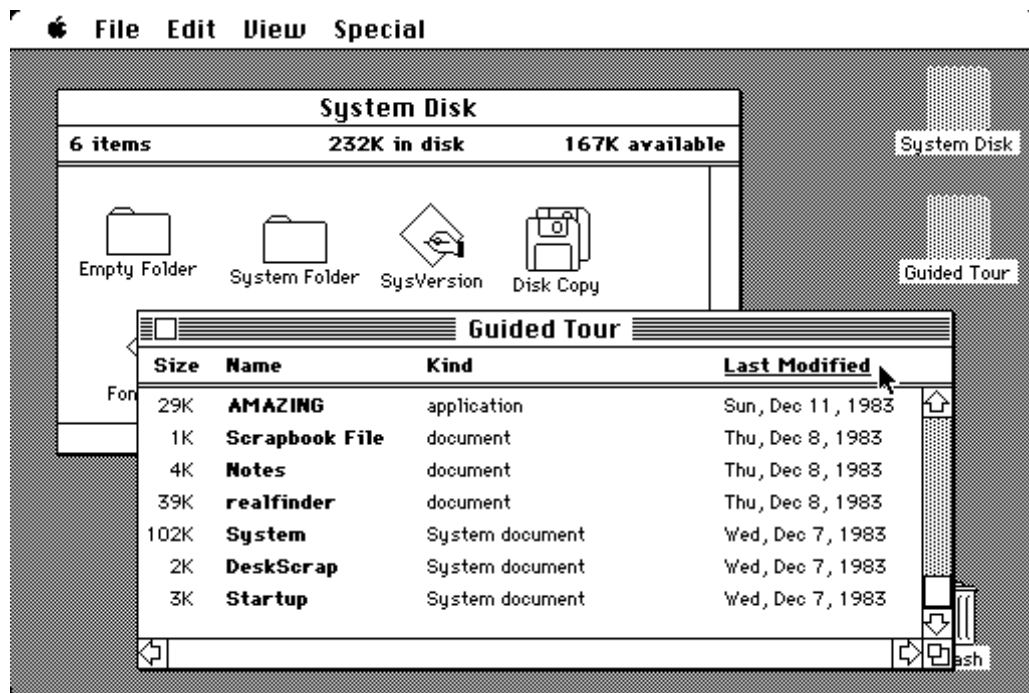 File Edit View Special
System Disk
6 items 232K in disk 167K available
Empty Folder System Folder SysVersion Disk Copy
System Disk
Guided Tour
Fon
Guided Tour
Size Name Kind Last Modified
29K AMAZING application Sun, Dec 11, 1983
1K Scrapbook File document Thu, Dec 8, 1983
4K Notes document Thu, Dec 8, 1983
39K realfinder document Thu, Dec 8, 1983
102K System System document Wed, Dec 7, 1983
2K DeskScrap System document Wed, Dec 7, 1983
3K Startup System document Wed, Dec 7, 1983
ash